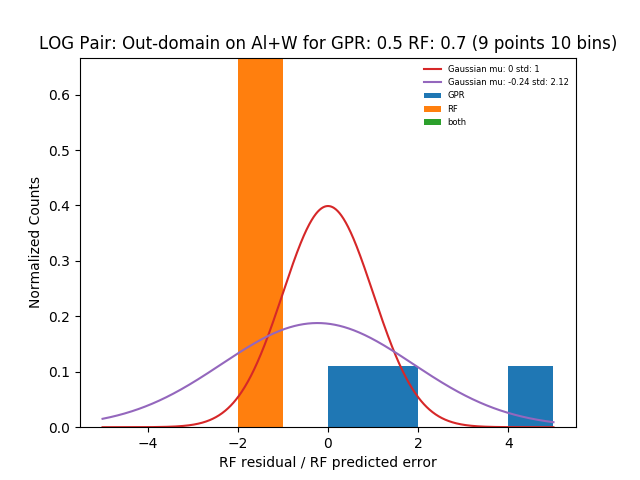 LOG Pair: Out-domain on Al+W for GPR: 0.5 RF: 0.7 (9 points 10 bins)
Gaussian mu: 0 std: 1
Gaussian mu: -0.24 std: 2.12
GPR
RF
both
Normalized Counts
0.6
0.5
0.4
0.3
0.2
0.1
0.0
−4 −2 0 2 4
RF residual / RF predicted error